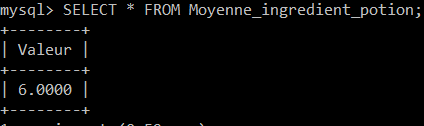 mysql> SELECT * FROM Moyenne_ingredient_potion;
+--------+
| Valeur |
+--------+
| 6.0000 |
+--------+